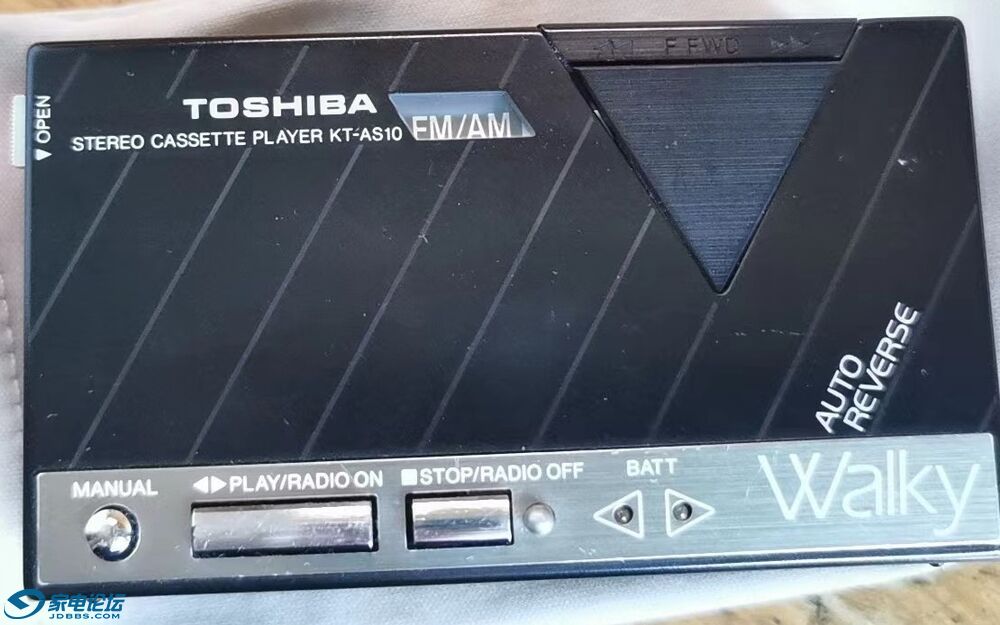 F FWD
OPEN
TOSHIBA
STEREO CASSETTE PLAYER KT-AS10
FM/AM
AUTO
REVERSE
MANUAL
◀▶PLAY/RADIO ON
■STOP/RADIO OFF
BATT
Walky
家电论坛
JDBBS.COM